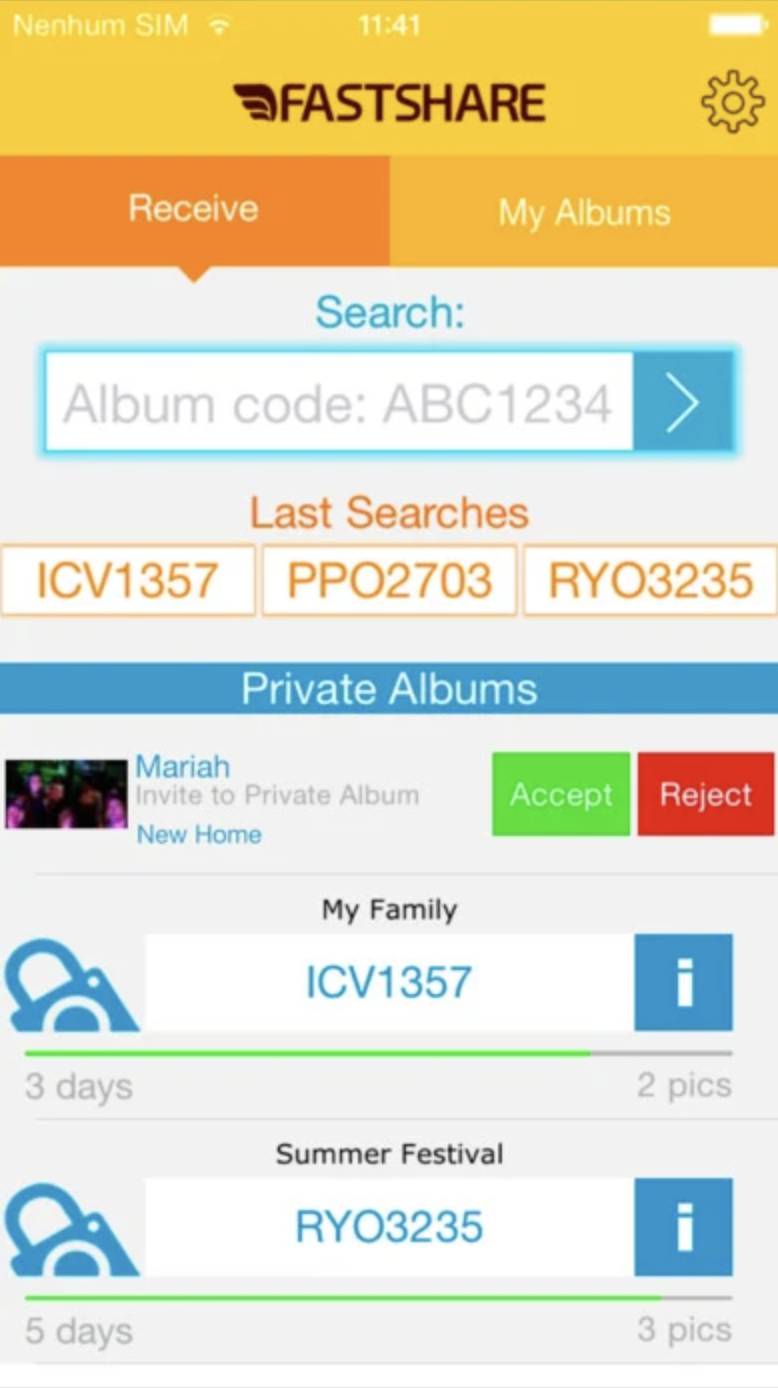 Nenhum SIM 11:41
FASTSHARE
Receive My Albums
Search:
Album code: ABC1234
Last Searches
ICV1357 PPO2703 RYO3235
Private Albums
Mariah
Invite to Private Album
New Home
Accept Reject
My Family
ICV1357
i
3 days 2 pics
Summer Festival
RYO3235
i
5 days 3 pics